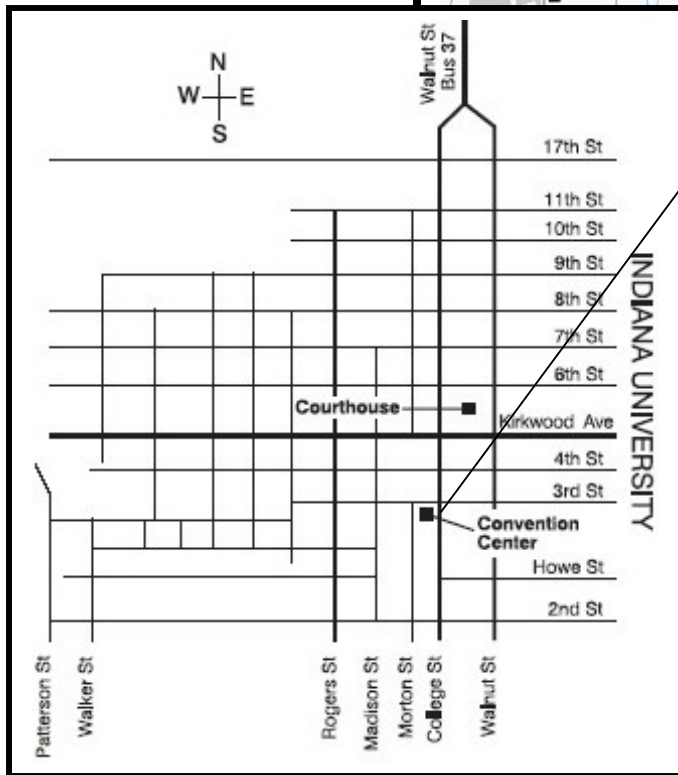 Walnut St
Bus 37
N
W E
S
17th St
11th St
10th St
9th St
8th St
7th St
6th St
Courthouse
Kirkwood Ave
4th St
3rd St
Convention
Center
Howe St
2nd St
INDIANA UNIVERSITY
Patterson St
Walker St
Rogers St
Madison St
Morton St
College St
Walnut St